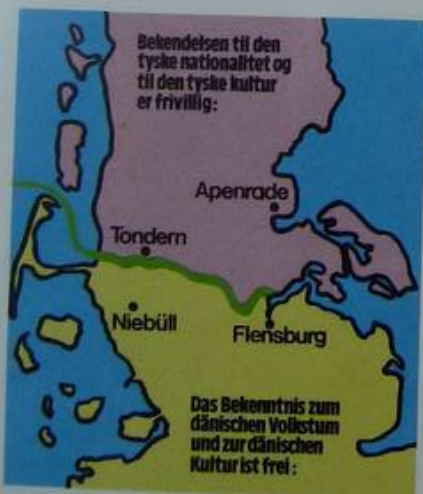 Bekendelsen til den
tyske nationalitet og
til den tyske kultur
er frivillig:
Apenrade
Tondern
Niebüll
Flensburg
Das Bekenntnis zum
dänischen Volkstum
und zur dänischen
Kultur ist frei :